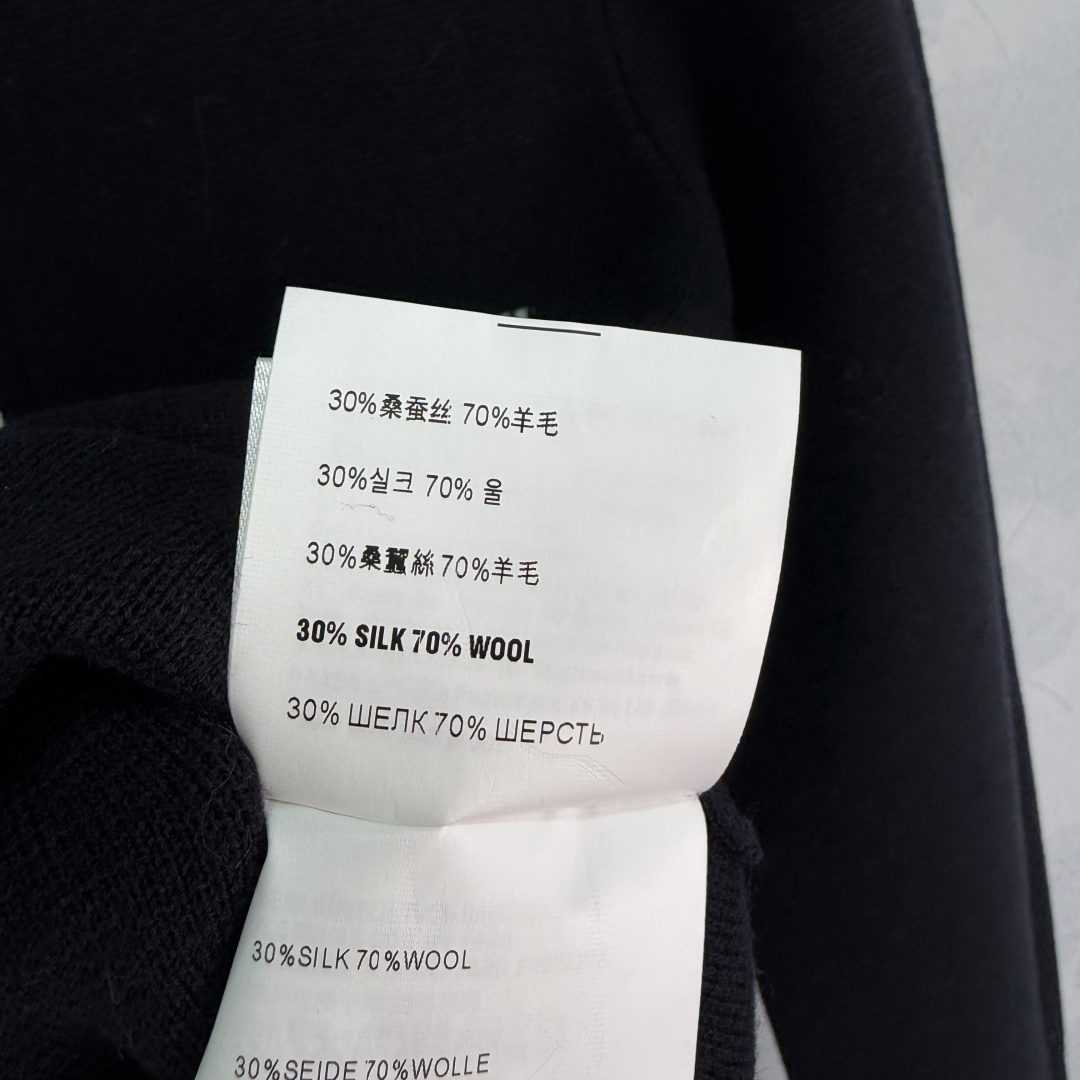 30%桑蚕丝 70%羊毛
30%실크 70% 울
30%桑蠶絲 70%羊毛
30% SILK 70% WOOL
30% ШЕЛК 70% ШЕРСТЬ
30%SILK 70%WOOL
30%SEIDE 70%WOLLE